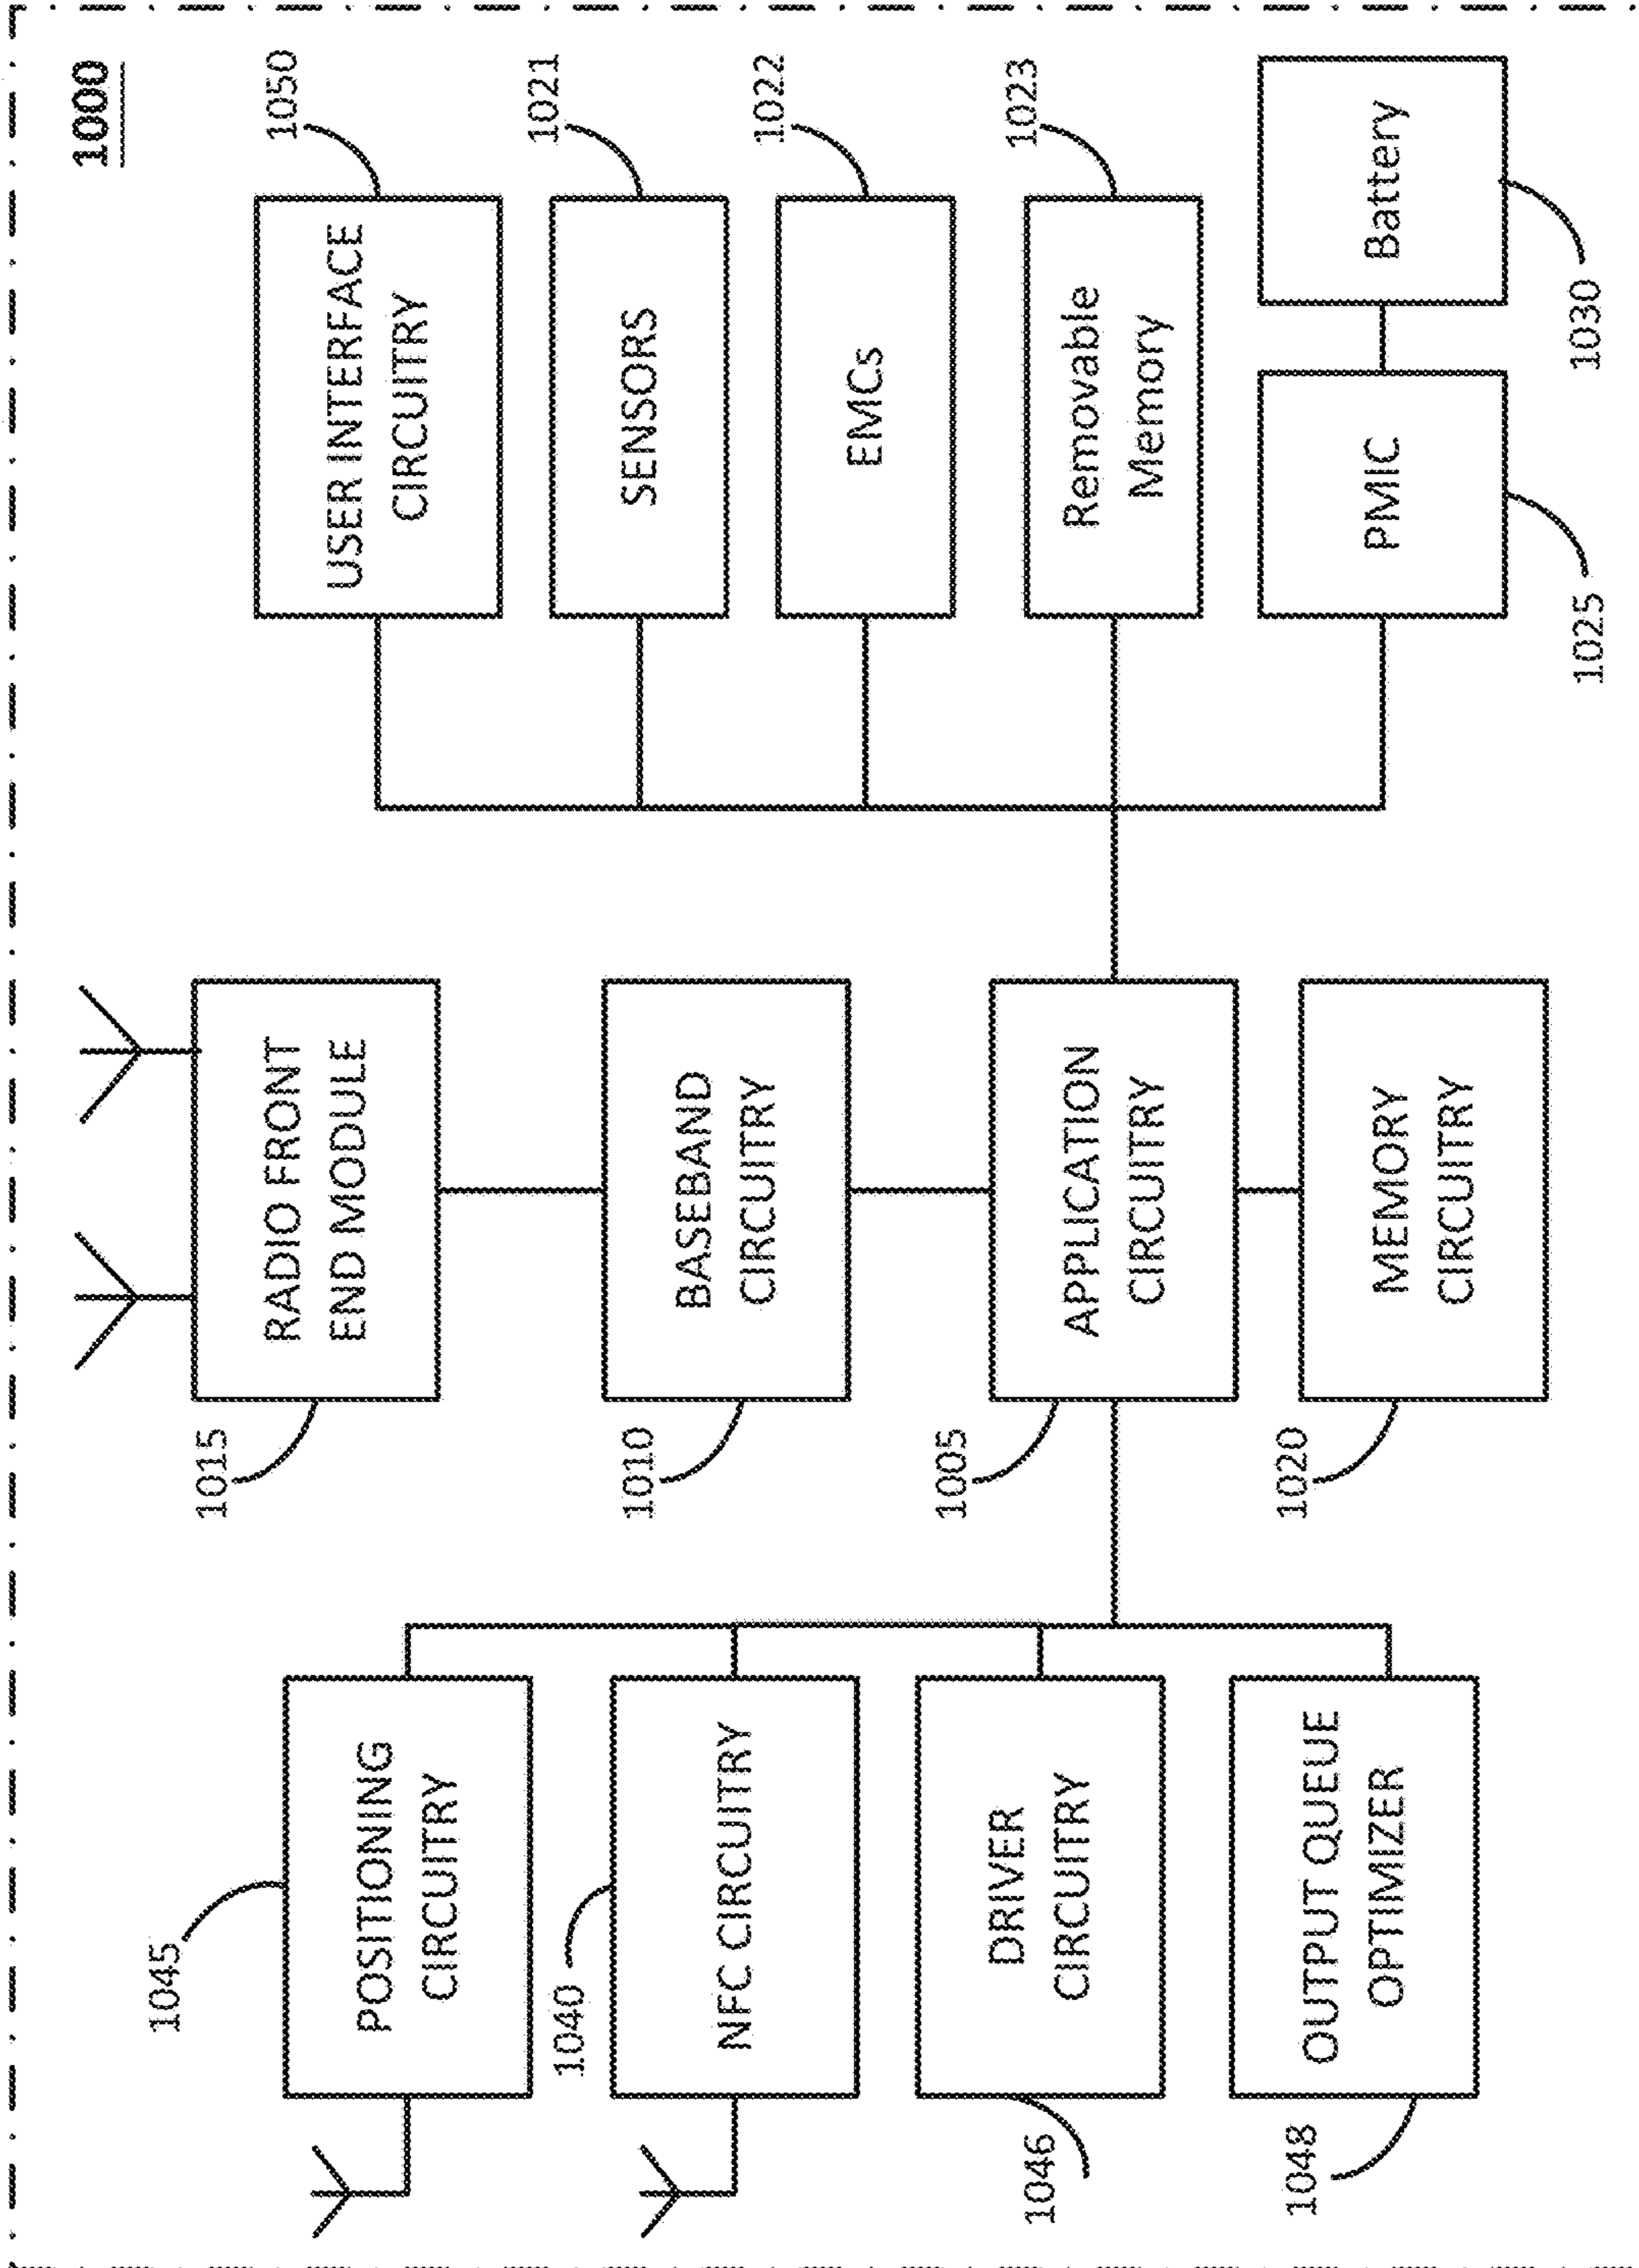 1000
1045
POSITIONING
CIRCUITRY
1040
NFC CIRCUITRY
1046
DRIVER
CIRCUITRY
1048
OUTPUT QUEUE
OPTIMIZER
1015
RADIO FRONT
END MODULE
1010
BASEBAND
CIRCUITRY
1005
APPLICATION
CIRCUITRY
1020
MEMORY
CIRCUITRY
1050
USER INTERFACE
CIRCUITRY
1021
SENSORS
1022
EMCs
1023
Removable
Memory
1025
PMIC
1030
Battery